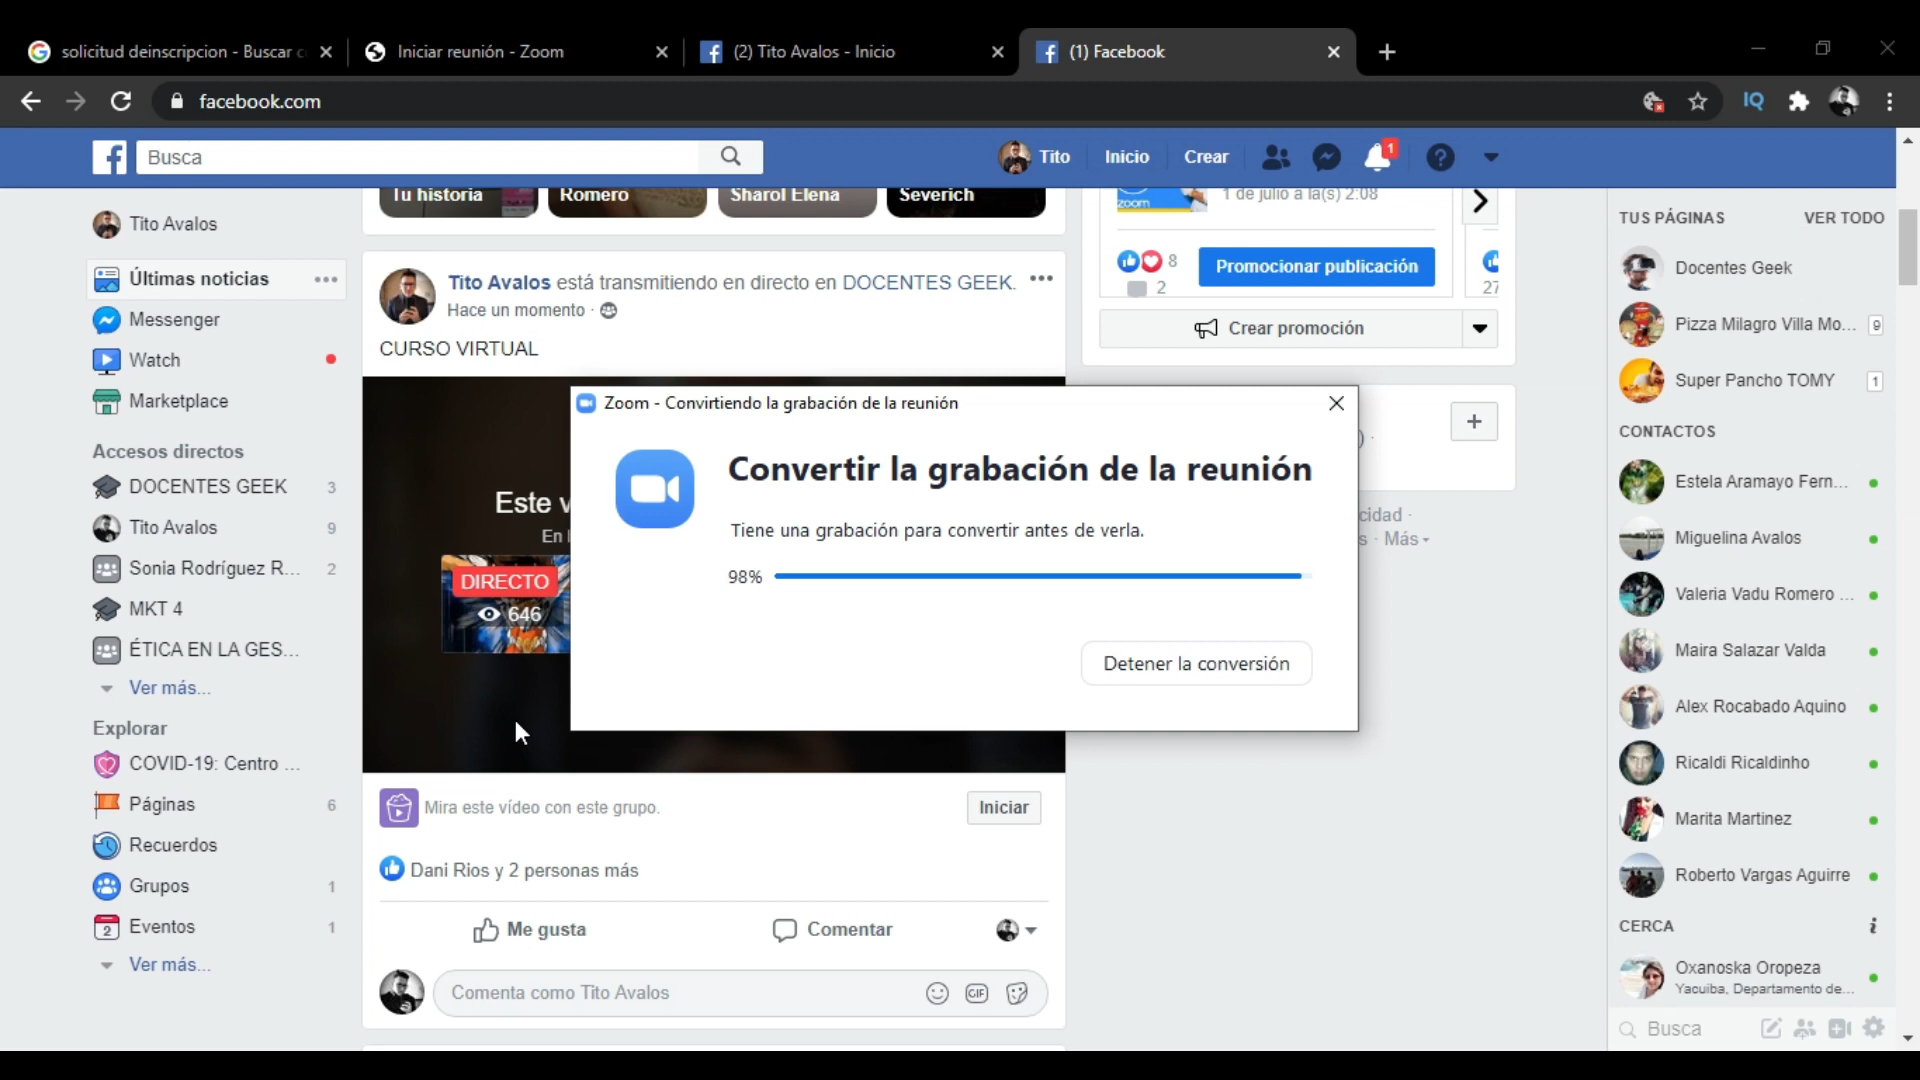 solicitud deinscripcion - Buscar c
Iniciar reunión - Zoom
(2) Tito Avalos - Inicio
(1) Facebook
facebook.com
IQ
Busca
Tito
Inicio
Crear
1
Tito Avalos
Últimas noticias
Messenger
Watch
Marketplace
Accesos directos
DOCENTES GEEK 3
Tito Avalos 9
Sonia Rodríguez R... 2
MKT 4
ÉTICA EN LA GES...
Ver más...
Explorar
COVID-19: Centro ...
Páginas 6
Recuerdos
Grupos 1
Eventos 1
2
Ver más...
Tu historia
Romero
Sharol Elena
Severich
Tito Avalos está transmitiendo en directo en DOCENTES GEEK.
Hace un momento ·
CURSO VIRTUAL
Este v
En l
DIRECTO
646
Zoom - Convirtiendo la grabación de la reunión
Convertir la grabación de la reunión
Tiene una grabación para convertir antes de verla.
98%
Detener la conversión
Mira este vídeo con este grupo.
Iniciar
Dani Rios y 2 personas más
Me gusta
Comentar
Comenta como Tito Avalos
GIF
zoom
1 de julio a la(s) 2:08
8
2
Promocionar publicación
27
Crear promoción
) ·
cidad ·
s · Más
TUS PÁGINAS VER TODO
Docentes Geek
Pizza Milagro Villa Mo... 9
Super Pancho TOMY 1
CONTACTOS
Estela Aramayo Fern...
Miguelina Avalos
Valeria Vadu Romero ...
Maira Salazar Valda
Alex Rocabado Aquino
Ricaldi Ricaldinho
Marita Martinez
Roberto Vargas Aguirre
CERCA
Oxanoska Oropeza
Yacuiba, Departamento de...
Busca